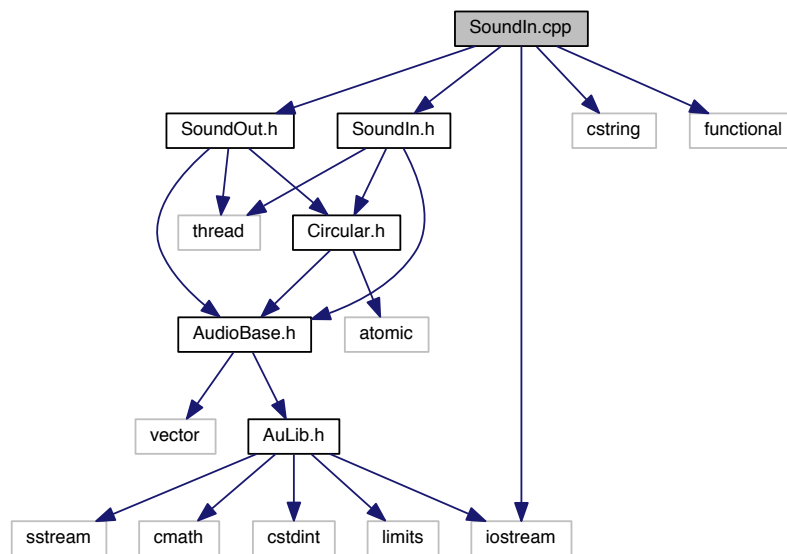 SoundIn.cpp
SoundOut.h
SoundIn.h
cstring
functional
thread
Circular.h
AudioBase.h
atomic
vector
AuLib.h
sstream
cmath
cstdint
limits
iostream